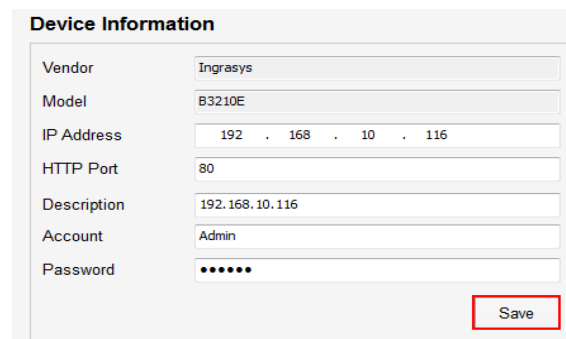 Device Information
Vendor Ingrasys
Model B3210E
IP Address 192 . 168 . 10 . 116
HTTP Port 80
Description 192.168.10.116
Account Admin
Password ●●●●●●
Save